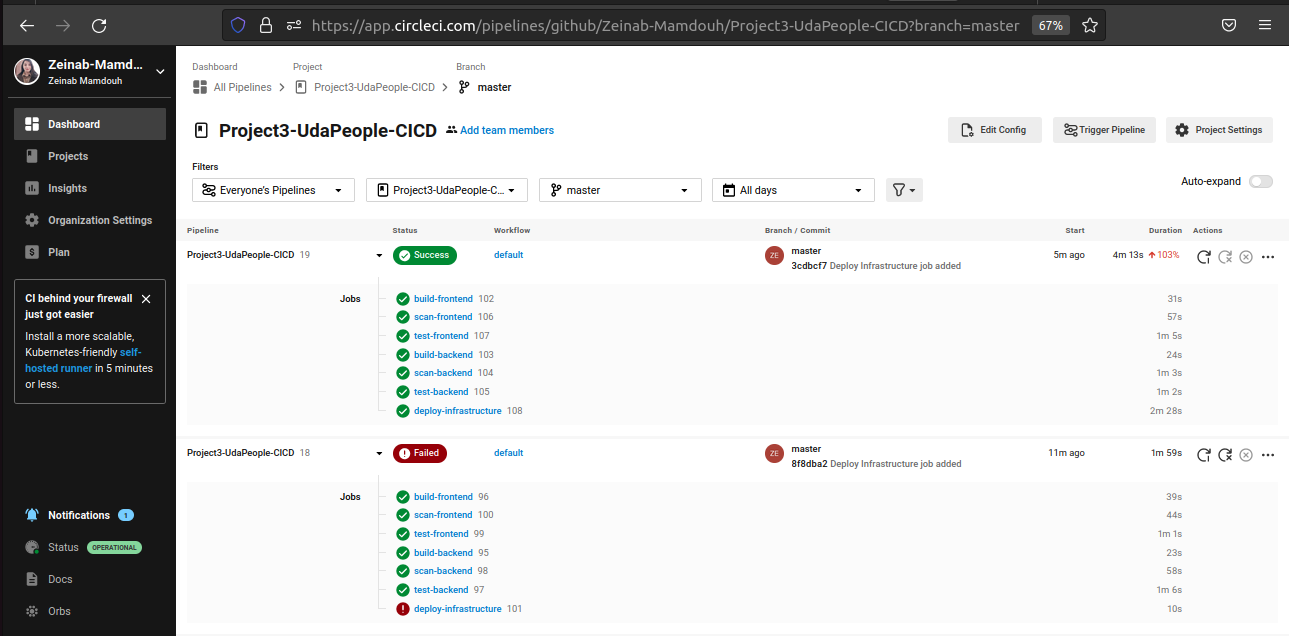 https://app.circleci.com/pipelines/github/Zeinab-Mamdouh/Project3-UdaPeople-CICD?branch=master 67%
Zeinab-Mamd...
Zeinab Mamdouh
Dashboard
Projects
Insights
Organization Settings
Plan
CI behind your firewall
just got easier
Install a more scalable,
Kubernetes-friendly self-
hosted runner in 5 minutes
or less.
Notifications 1
Status OPERATIONAL
Docs
Orbs
Dashboard Project Branch
All Pipelines Project3-UdaPeople-CICD master
Project3-UdaPeople-CICD Add team members Edit Config Trigger Pipeline Project Settings
Filters
Everyone's Pipelines Project3-UdaPeople-C... master All days Auto-expand
Pipeline Status Workflow Branch / Commit Start Duration Actions
Project3-UdaPeople-CICD 19 Success default ZE master 5m ago 4m 13s 103%
3cdbcf7 Deploy Infrastructure job added
Jobs build-frontend 102 31s
scan-frontend 106 57s
test-frontend 107 1m 5s
build-backend 103 24s
scan-backend 104 1m 3s
test-backend 105 1m 2s
deploy-infrastructure 108 2m 28s
Project3-UdaPeople-CICD 18 Failed default ZE master 11m ago 1m 59s
8f8dba2 Deploy Infrastructure job added
Jobs build-frontend 96 39s
scan-frontend 100 44s
test-frontend 99 1m 1s
build-backend 95 23s
scan-backend 98 58s
test-backend 97 1m 6s
deploy-infrastructure 101 10s